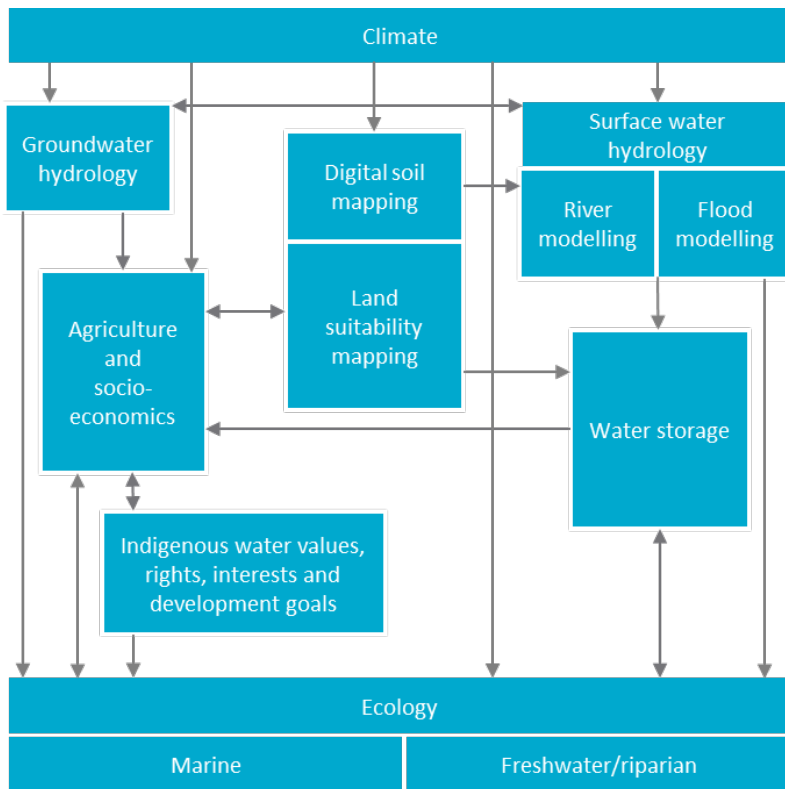 Climate
Groundwater
hydrology
Digital soil
mapping
Surface water
hydrology
River
modelling
Flood
modelling
Agriculture
and
socio-
economics
Land
suitability
mapping
Water storage
Indigenous water values,
rights, interests and
development goals
Ecology
Marine
Freshwater/riparian